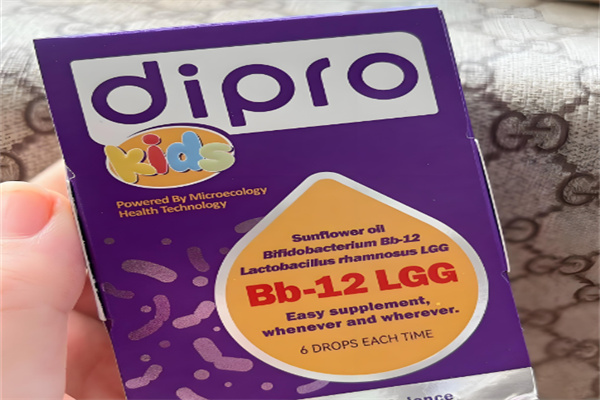 dipro
kids
Powered By Microecology
Health Technology
Sunflower oil
Bifidobacterium Bb-12
Lactobacillus rhamnosus LGG
Bb-12 LGG
Easy supplement,
whenever and wherever.
6 DROPS EACH TIME